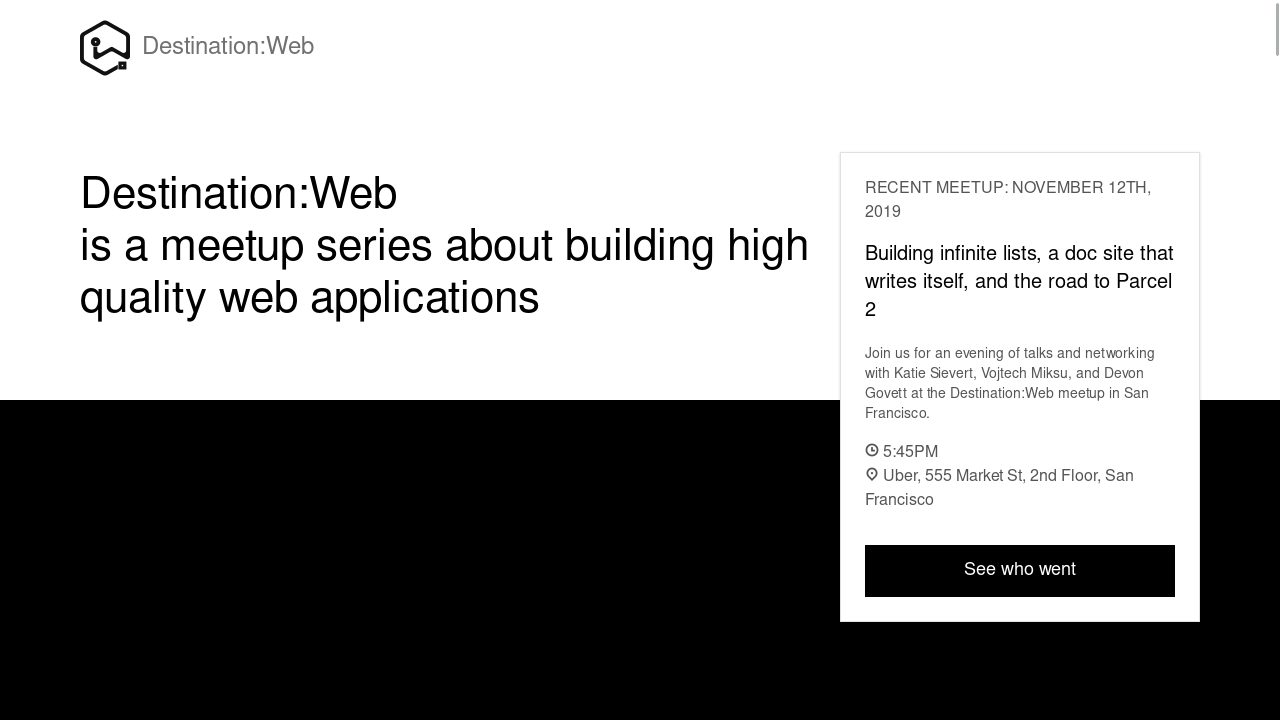 Destination:Web
Destination:Web
is a meetup series about building high
quality web applications
RECENT MEETUP: NOVEMBER 12TH,
2019
Building infinite lists, a doc site that
writes itself, and the road to Parcel
2
Join us for an evening of talks and networking
with Katie Sievert, Vojtech Miksu, and Devon
Govett at the Destination:Web meetup in San
Francisco.
5:45PM
Uber, 555 Market St, 2nd Floor, San
Francisco
See who went